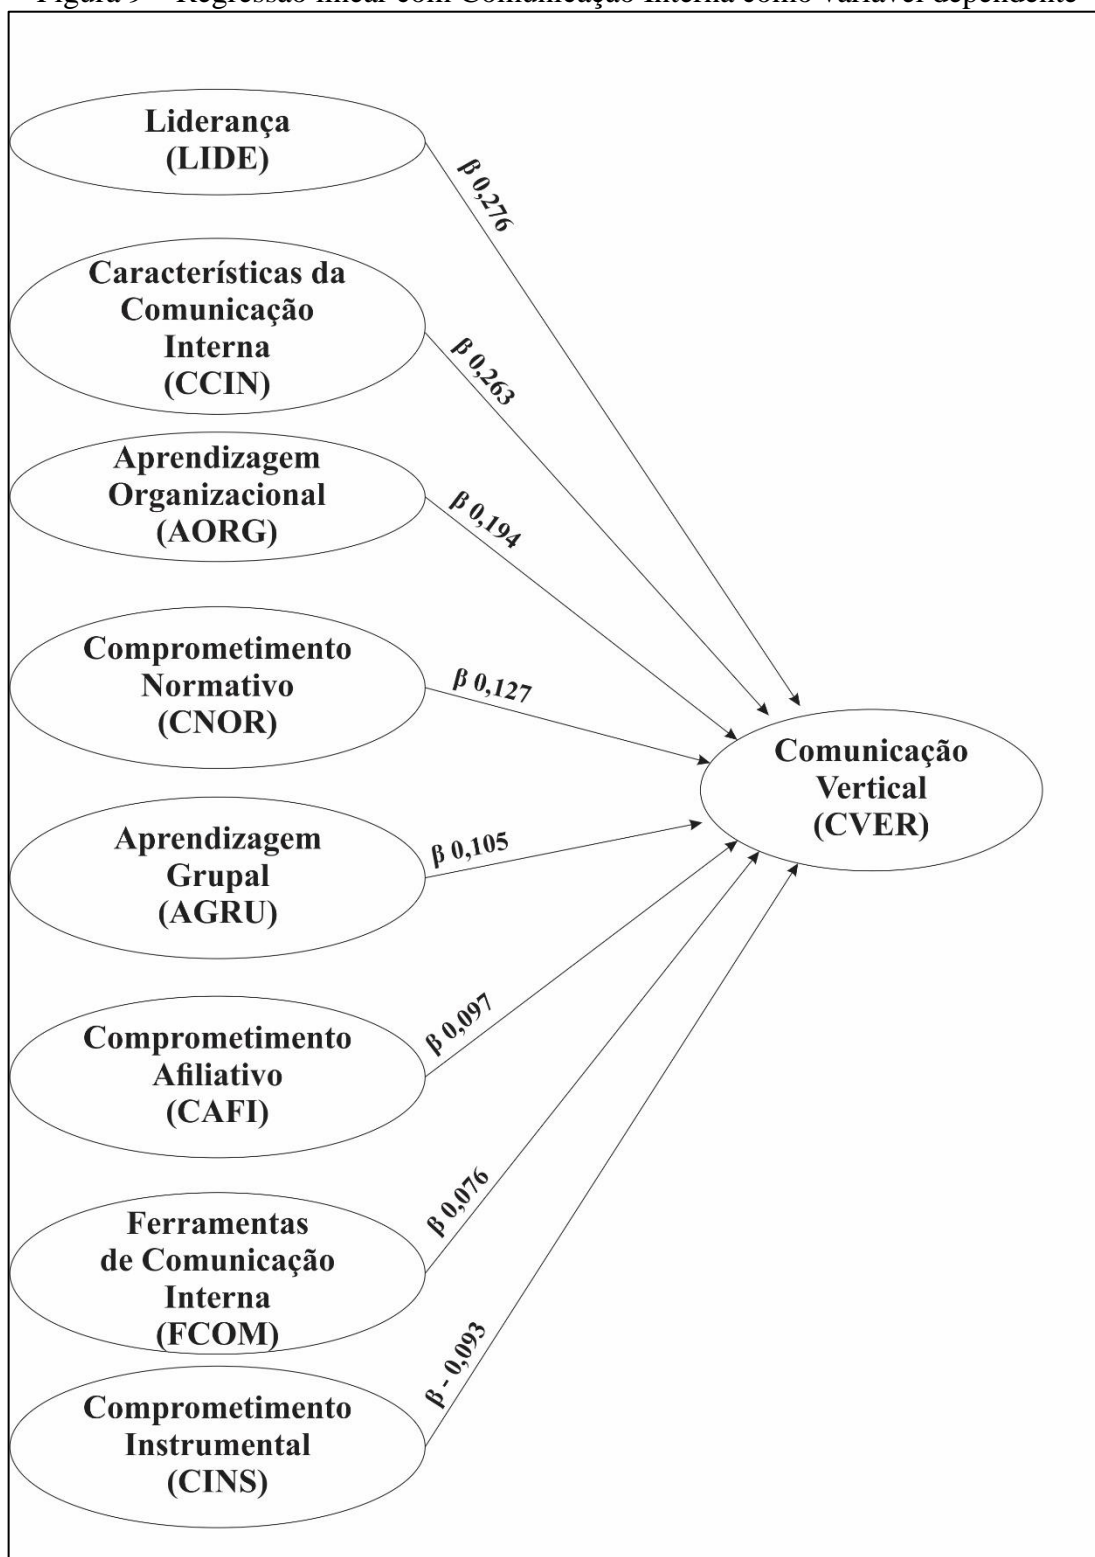 Figura 9 – Regressão linear com Comunicação Interna como variável dependente
Liderança
(LIDE)
β 0,276
Características da
Comunicação
Interna
(CCIN)
β 0,263
Aprendizagem
Organizacional
(AORG)
β 0,194
Comprometimento
Normativo
(CNOR)
β 0,127
Comunicação
Vertical
(CVER)
Aprendizagem
Grupal
(AGRU)
β 0,105
Comprometimento
Afiliativo
(CAFI)
β 0,097
Ferramentas
de Comunicação
Interna
(FCOM)
β 0,076
Comprometimento
Instrumental
(CINS)
β - 0,093